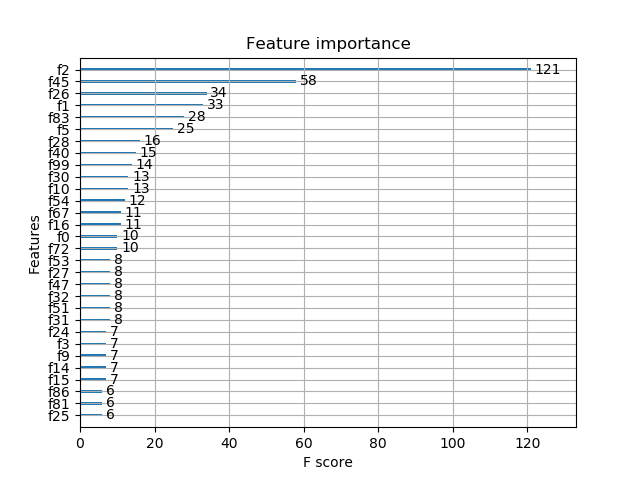 Feature importance
f2 121
f45 58
f26 34
f1 33
f83 28
f5 25
f28 16
f40 15
f99 14
f30 13
f10 13
f54 12
f67 11
f16 11
f0 10
f72 10
f53 8
f27 8
f47 8
f32 8
f51 8
f31 8
f24 7
f3 7
f9 7
f14 7
f15 7
f86 6
f81 6
f25 6
Features
0 20 40 60 80 100 120
F score